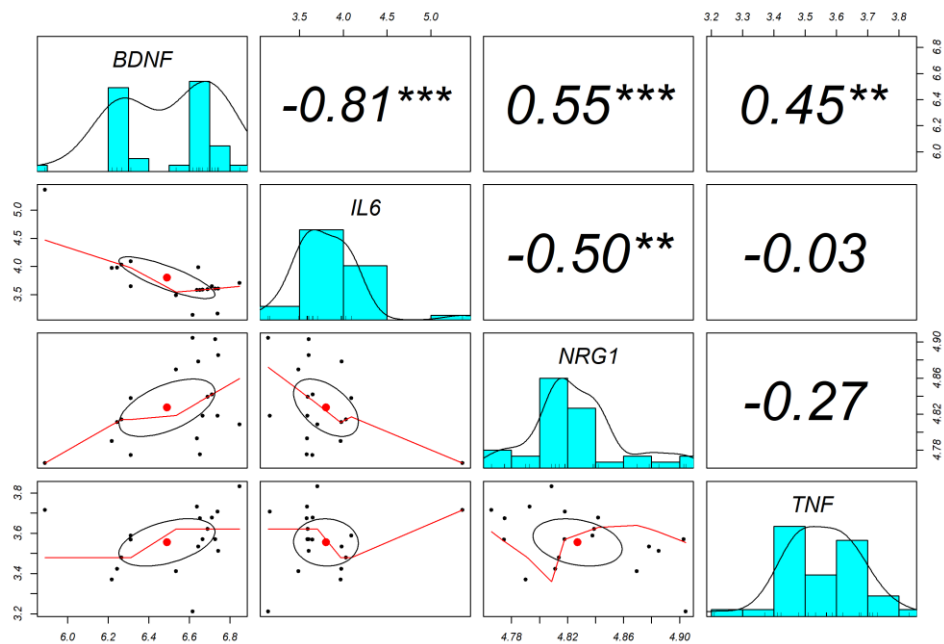 3.5 4.0 4.5 5.0
3.2 3.3 3.4 3.5 3.6 3.7 3.8
BDNF
-0.81***
0.55***
0.45**
6.0 6.2 6.4 6.6 6.8
3.5 4.0 4.5 5.0
IL6
-0.50**
-0.03
NRG1
-0.27
4.78 4.82 4.86 4.90
3.2 3.4 3.6 3.8
TNF
6.0 6.2 6.4 6.6 6.8
4.78 4.82 4.86 4.90